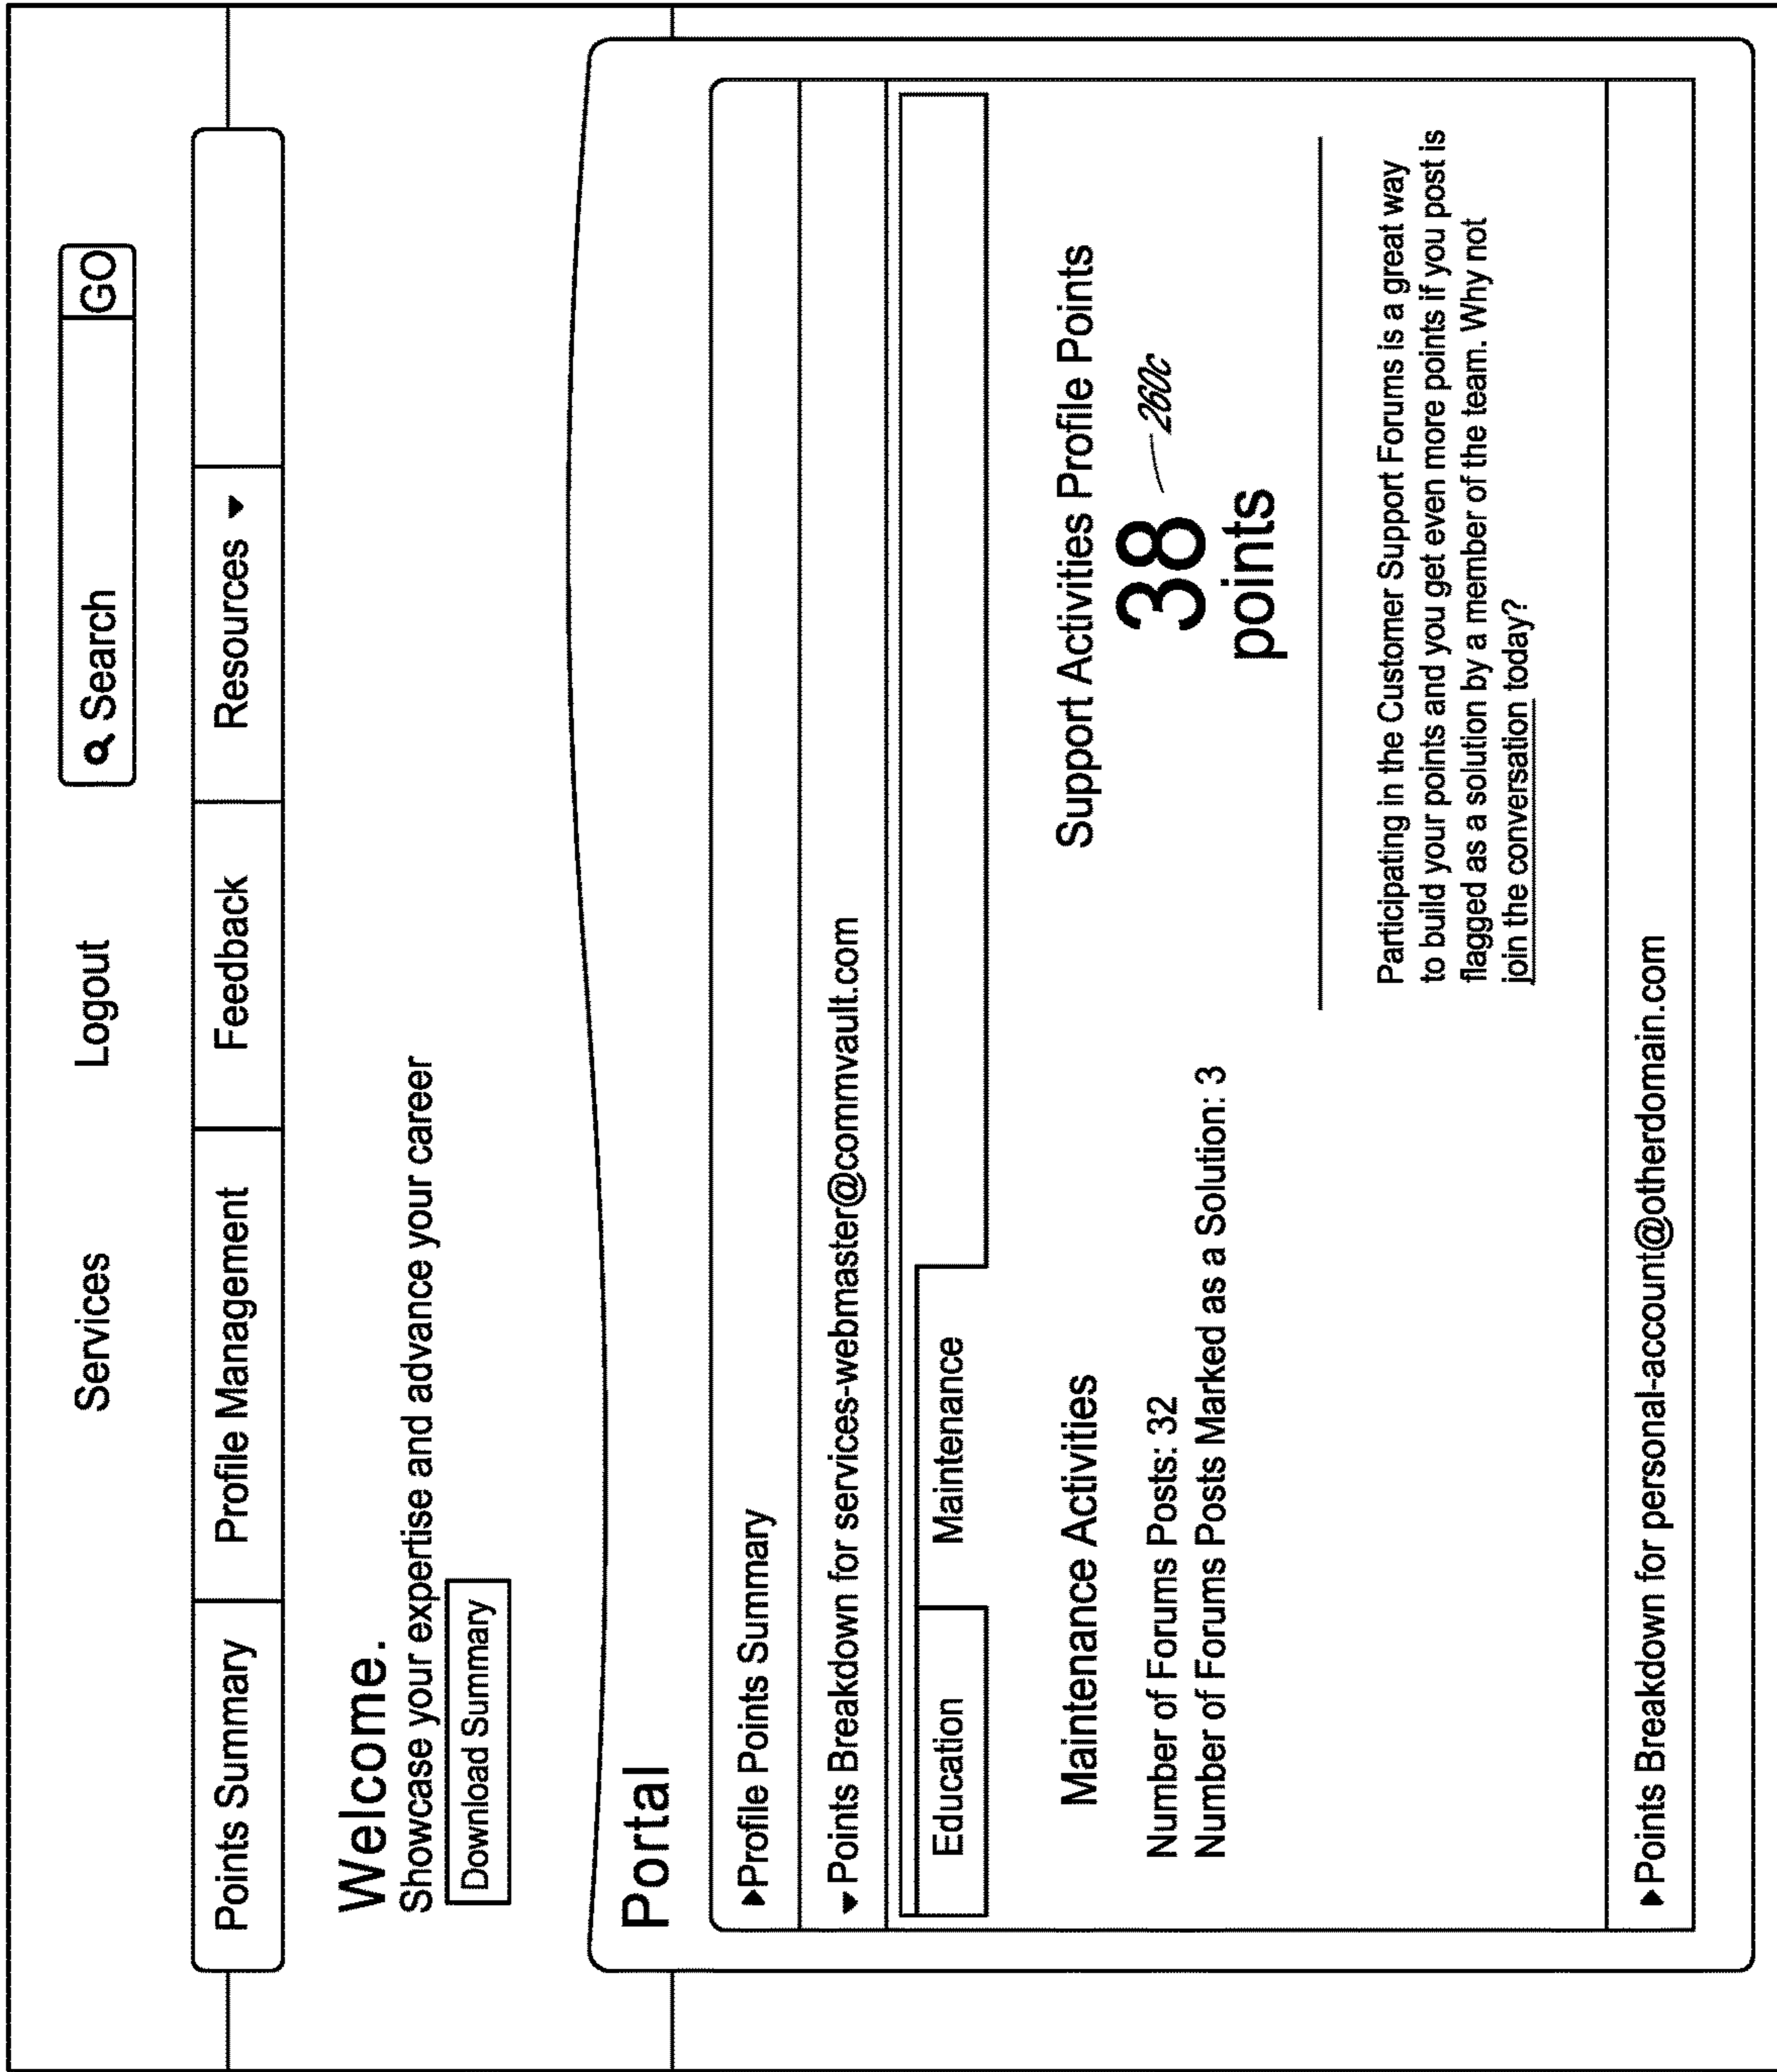 Services Logout Search GO
Points Summary Profile Management Feedback Resources
Welcome.
Showcase your expertise and advance your career
Download Summary
Portal
Profile Points Summary
Points Breakdown for services-webmaster@commvault.com
Education Maintenance
Maintenance Activities
Number of Forums Posts: 32
Number of Forums Posts Marked as a Solution: 3
Support Activities Profile Points
38 260c
points
Participating in the Customer Support Forums is a great way
to build your points and you get even more points if you post is
flagged as a solution by a member of the team. Why not
join the conversation today?
Points Breakdown for personal-account@otherdomain.com